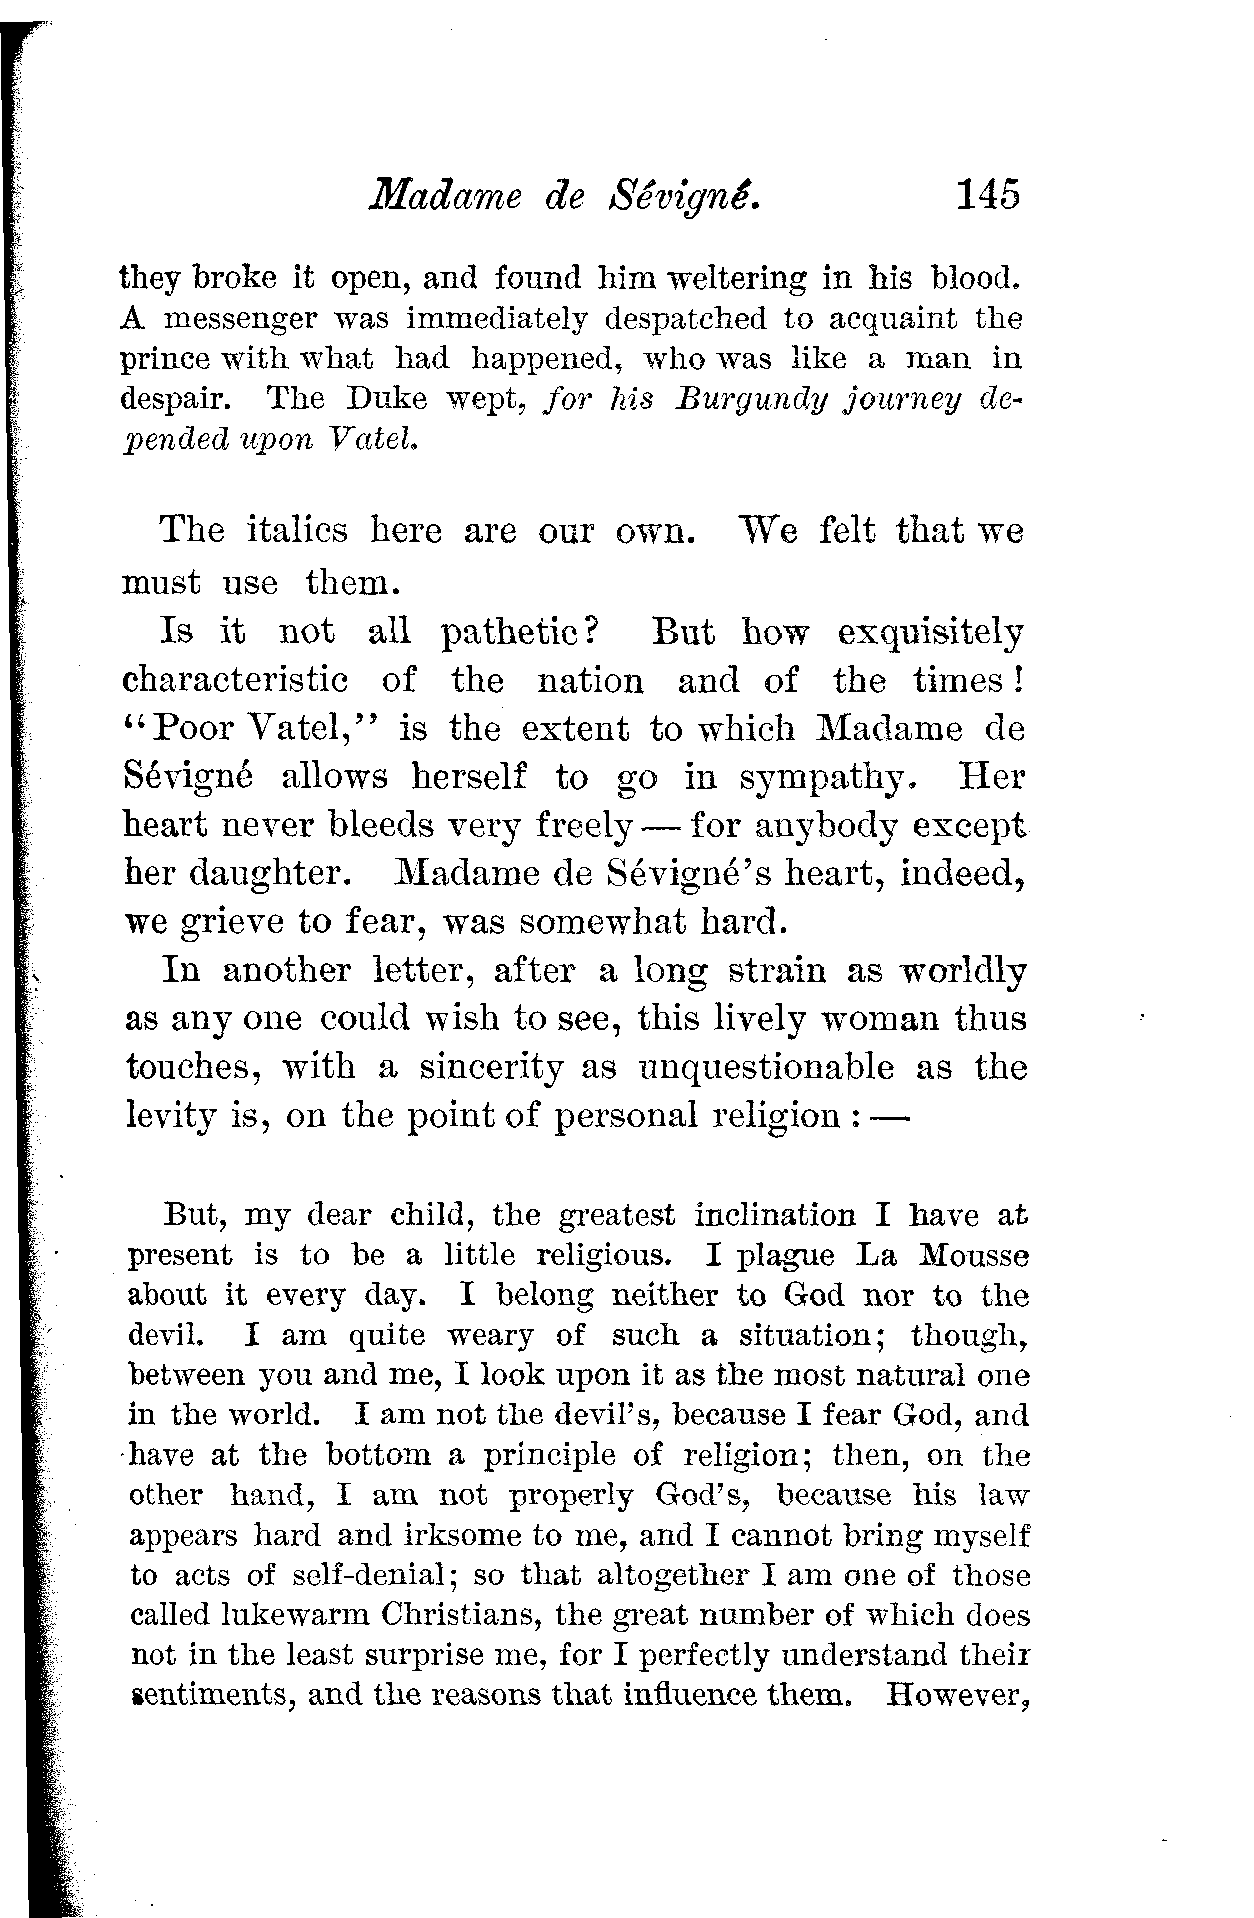 Madame de Sévigné. 145
they broke it open, and found him weltering in his blood.
A messenger was immediately despatched to acquaint the
prince with what had happened, who was like a man in
despair. The Duke wept, for his Burgundy journey de-
pended upon Vatel.
The italics here are our own. We felt that we
must use them.
Is it not all pathetic? But how exquisitely
characteristic of the nation and of the times!
“Poor Vatel,” is the extent to which Madame de
Sévigné allows herself to go in sympathy. Her
heart never bleeds very freely — for anybody except
her daughter. Madame de Sévigné's heart, indeed,
we grieve to fear, was somewhat hard.
In another letter, after a long strain as worldly
as any one could wish to see, this lively woman thus
touches, with a sincerity as unquestionable as the
levity is, on the point of personal religion : —
But, my dear child, the greatest inclination I have at
present is to be a little religious. I plague La Mousse
about it every day. I belong neither to God nor to the
devil. I am quite weary of such a situation; though,
between you and me, I look upon it as the most natural one
in the world. I am not the devil's, because I fear God, and
have at the bottom a principle of religion; then, on the
other hand, I am not properly God's, because his law
appears hard and irksome to me, and I cannot bring myself
to acts of self-denial; so that altogether I am one of those
called lukewarm Christians, the great number of which does
not in the least surprise me, for I perfectly understand their
sentiments, and the reasons that influence them. However,